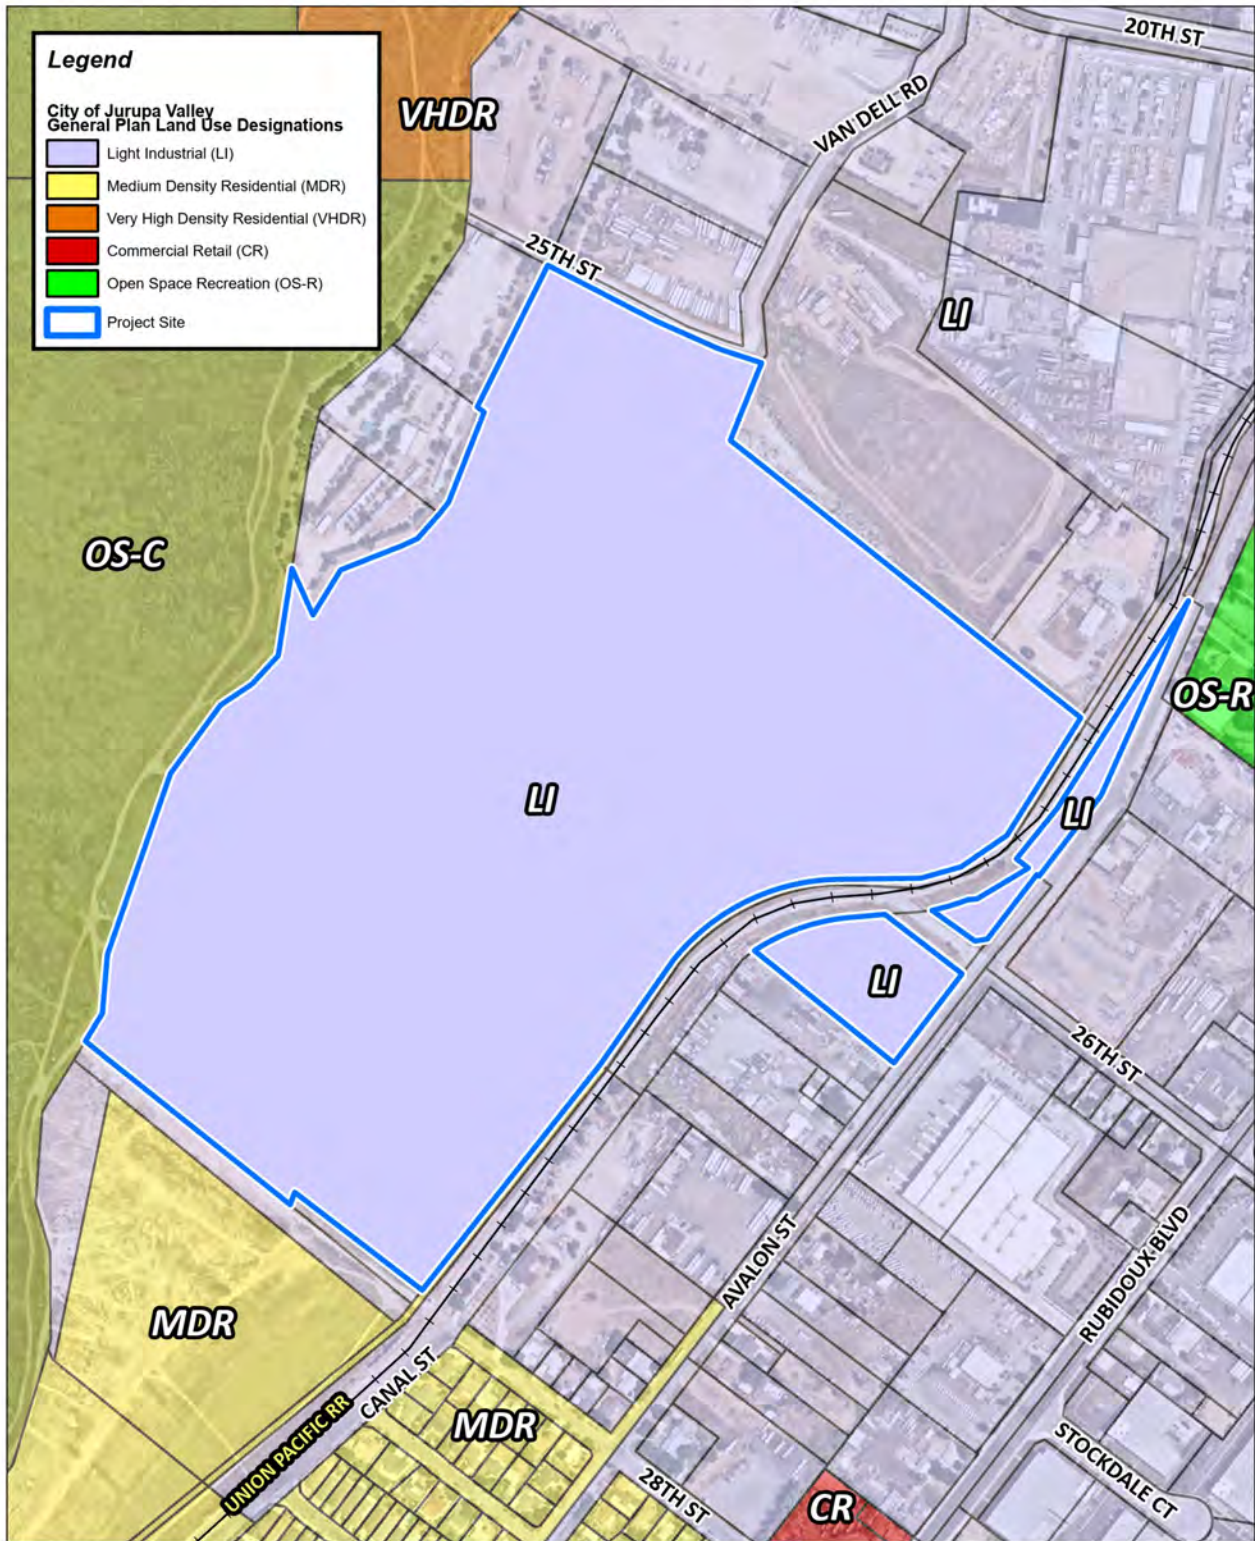 Legend
City of Jurupa Valley
General Plan Land Use Designations
Light Industrial (LI)
Medium Density Residential (MDR)
Very High Density Residential (VHDR)
Commercial Retail (CR)
Open Space Recreation (OS-R)
Project Site
20TH ST
VHDR
VAN DELL RD
25TH ST
LI
OS-C
OS-R
LI
LI
LI
26TH ST
AVALON ST
RUBIDOUX BLVD
MDR
CANAL ST
UNION PACIFIC RR
MDR
28TH ST
STOCKDALE CT
CR